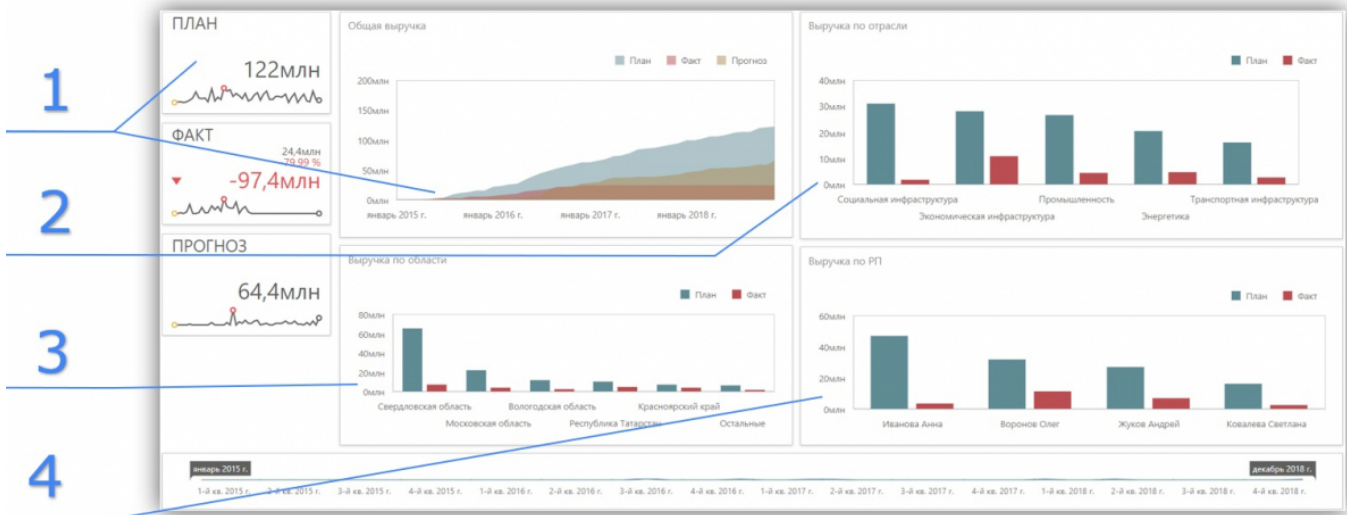 1
2
3
4
ПЛАН
122млн
ФАКТ
24,4млн
-79,99 %
-97,4млн
ПРОГНОЗ
64,4млн
Общая выручка
План Факт Прогноз
200млн
150млн
100млн
50млн
0млн
январь 2015 г. январь 2016 г. январь 2017 г. январь 2018 г.
Выручка по отрасли
План Факт
40млн
30млн
20млн
10млн
0млн
Социальная инфраструктура Промышленность Транспортная инфраструктура
Экономическая инфраструктура Энергетика
Выручка по области
План Факт
80млн
60млн
40млн
20млн
0млн
Свердловская область Вологодская область Красноярский край
Московская область Республика Татарстан Остальные
Выручка по РП
План Факт
60млн
40млн
20млн
0млн
Иванова Анна Воронов Олег Жуков Андрей Ковалева Светлана
январь 2015 г. декабрь 2018 г.
1-й кв. 2015 г. 2-й кв. 2015 г. 3-й кв. 2015 г. 4-й кв. 2015 г. 1-й кв. 2016 г. 2-й кв. 2016 г. 3-й кв. 2016 г. 4-й кв. 2016 г. 1-й кв. 2017 г. 2-й кв. 2017 г. 3-й кв. 2017 г. 4-й кв. 2017 г. 1-й кв. 2018 г. 2-й кв. 2018 г. 3-й кв. 2018 г. 4-й кв. 2018 г.